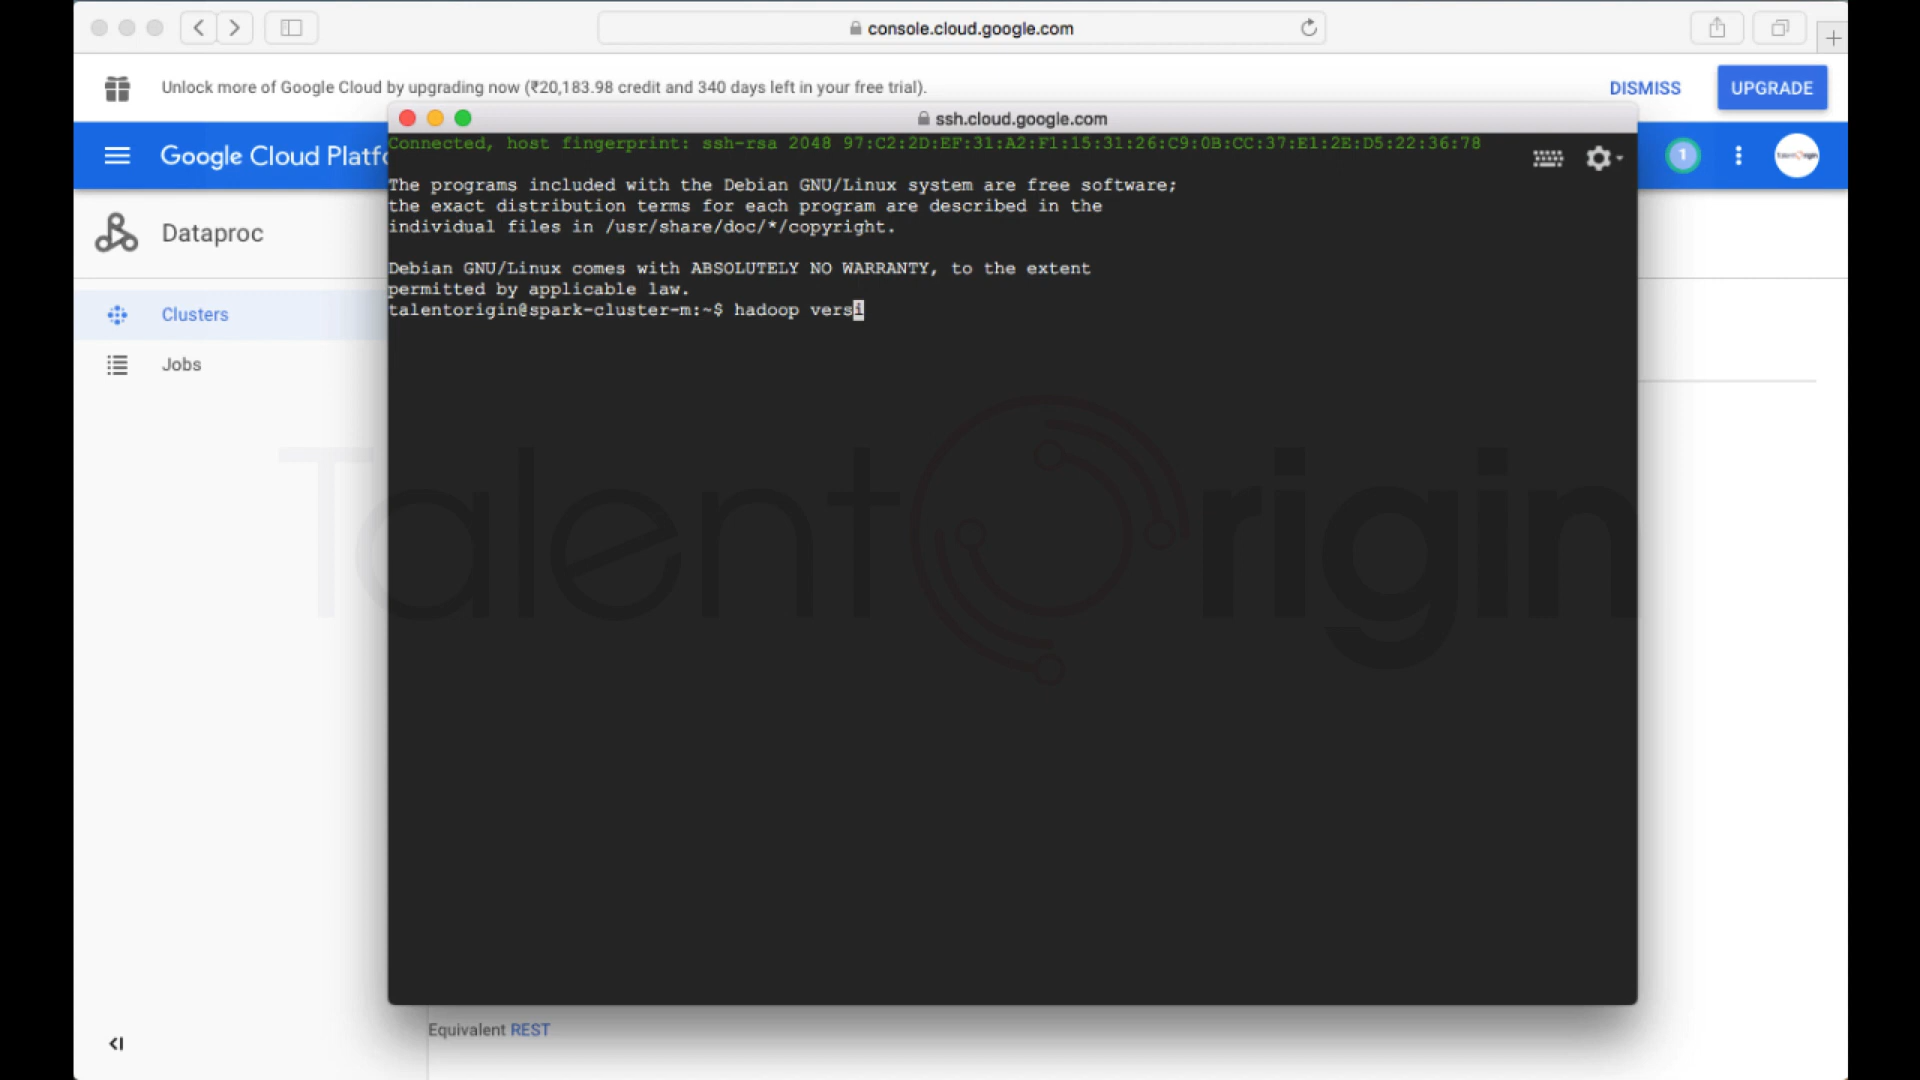 console.cloud.google.com
Unlock more of Google Cloud by upgrading now (₹20,183.98 credit and 340 days left in your free trial).
DISMISS
UPGRADE
ssh.cloud.google.com
Google Cloud Platfo
1
Connected, host fingerprint: ssh-rsa 2048 97:C2:2D:EF:31:A2:F1:15:31:26:C9:0B:CC:37:E1:2E:D5:22:36:78
The programs included with the Debian GNU/Linux system are free software;
the exact distribution terms for each program are described in the
individual files in /usr/share/doc/*/copyright.
Debian GNU/Linux comes with ABSOLUTELY NO WARRANTY, to the extent
permitted by applicable law.
talentorigin@spark-cluster-m:~$ hadoop versi
Dataproc
Clusters
Jobs
TalentOrigin
Equivalent REST